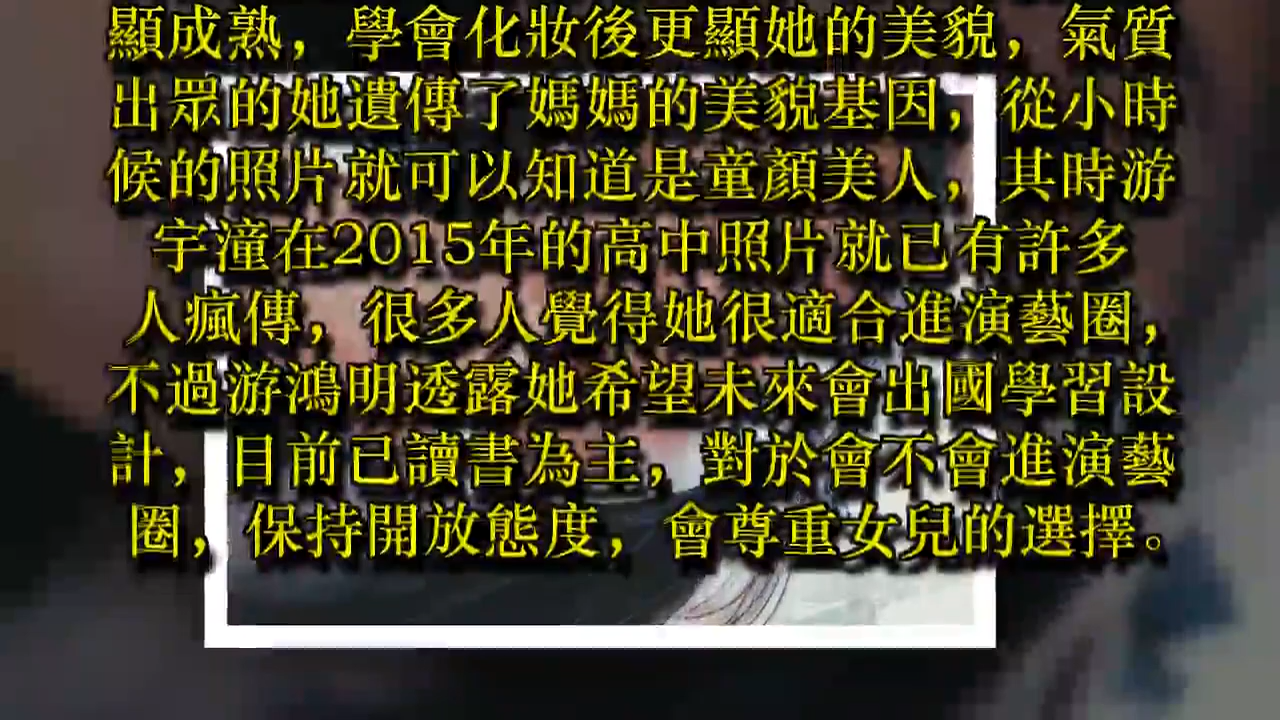 顯成熟，學會化妝後更顯她的美貌，氣質
出眾的她遺傳了媽媽的美貌基因，從小時
候的照片就可以知道是童顏美人，其時游
宇潼在2015年的高中照片就已有許多
人瘋傳，很多人覺得她很適合進演藝圈，
不過游鴻明透露她希望未來會出國學習設
計，目前已讀書為主，對於會不會進演藝
圈，保持開放態度，會尊重女兒的選擇。